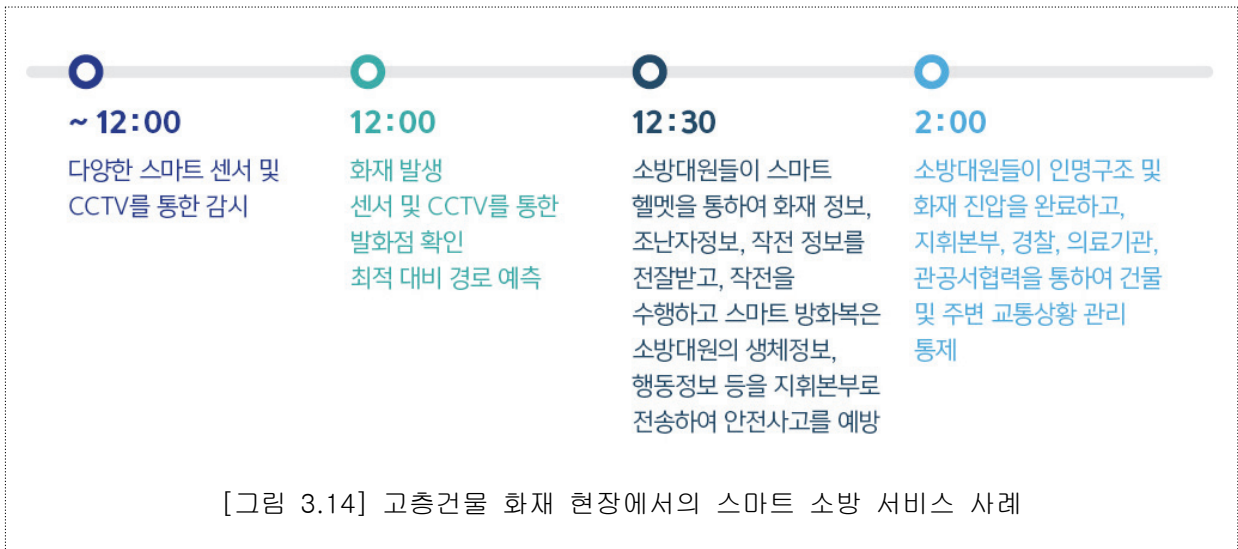 ~ 12:00
다양한 스마트 센서 및
CCTV를 통한 감시
12:00
화재 발생
센서 및 CCTV를 통한
발화점 확인
최적 대비 경로 예측
12:30
소방대원들이 스마트
헬멧을 통하여 화재 정보,
조난자정보, 작전 정보를
전잘받고, 작전을
수행하고 스마트 방화복은
소방대원의 생체정보,
행동정보 등을 지휘본부로
전송하여 안전사고를 예방
2:00
소방대원들이 인명구조 및
화재 진압을 완료하고,
지휘본부, 경찰, 의료기관,
관공서협력을 통하여 건물
및 주변 교통상황 관리
통제
[그림 3.14] 고층건물 화재 현장에서의 스마트 소방 서비스 사례